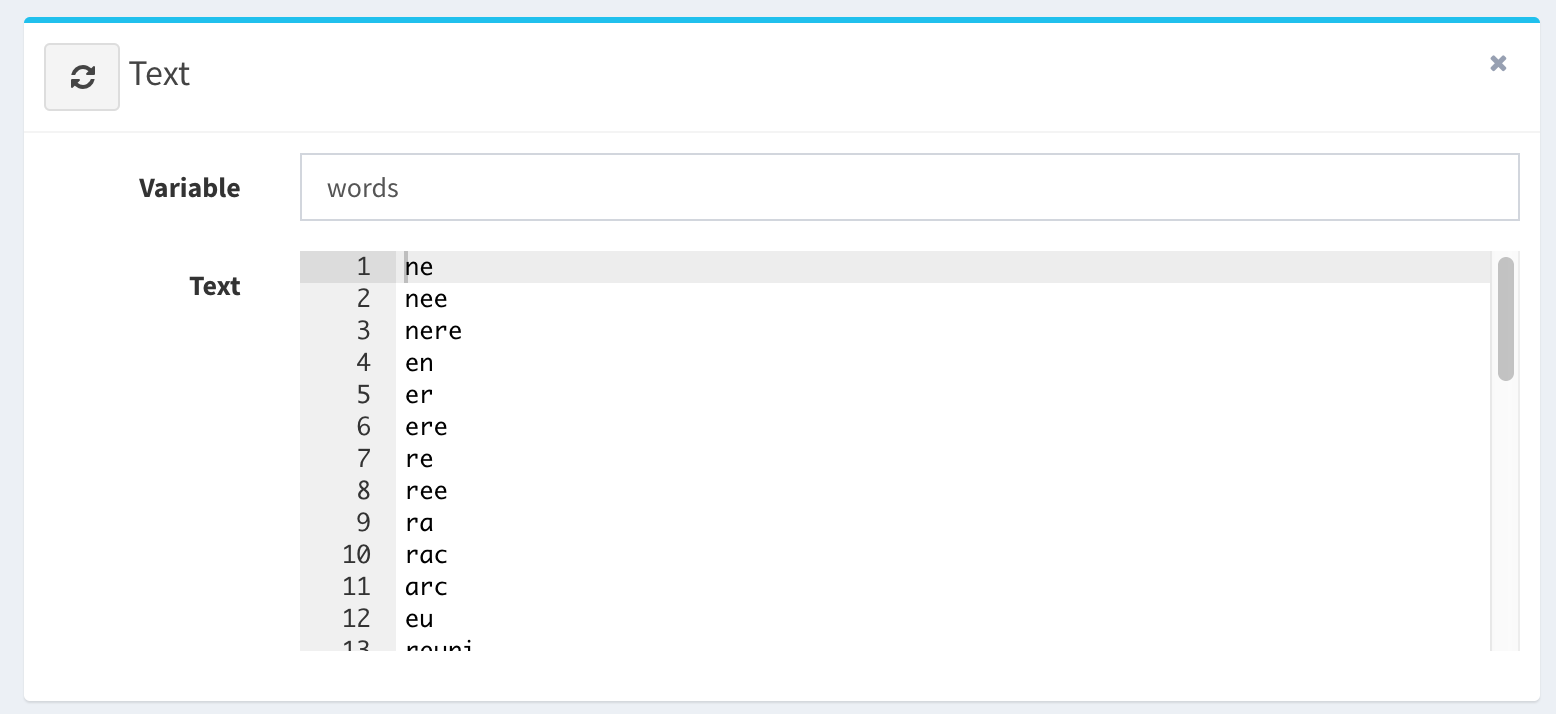 Text
Variable
words
Text
1 ne
2 nee
3 nere
4 en
5 er
6 ere
7 re
8 ree
9 ra
10 rac
11 arc
12 eu
13 reuni